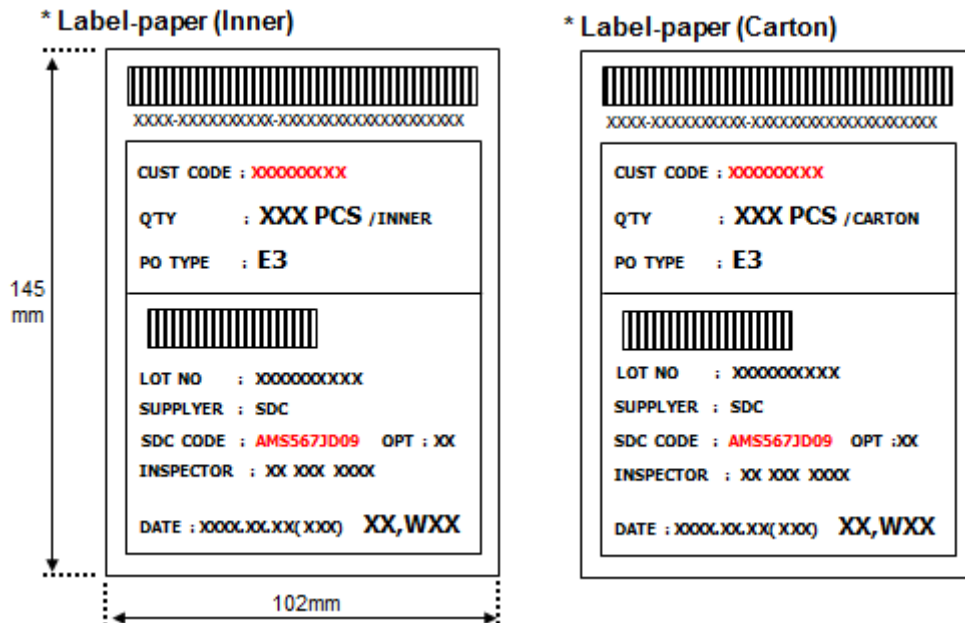 * Label-paper (Inner)
XXXX-XXXXXXXXXX-XXXXXXXXXXXXXXXXXXXX
CUST CODE : XXXXXXXXX
Q'TY : XXX PCS /INNER
PO TYPE : E3
LOT NO : XXXXXXXXXX
SUPPLYER : SDC
SDC CODE : AMS567JD09 OPT : XX
INSPECTOR : XX XXX XXXX
DATE : XXXX.XX.XX( XXX) XX,WXX
145
mm
102mm
* Label-paper (Carton)
XXXX-XXXXXXXXXX-XXXXXXXXXXXXXXXXXXXX
CUST CODE : XXXXXXXXX
Q'TY : XXX PCS /CARTON
PO TYPE : E3
LOT NO : XXXXXXXXXX
SUPPLYER : SDC
SDC CODE : AMS567JD09 OPT :XX
INSPECTOR : XX XXX XXXX
DATE : XXXX.XX.XX( XXX) XX,WXX